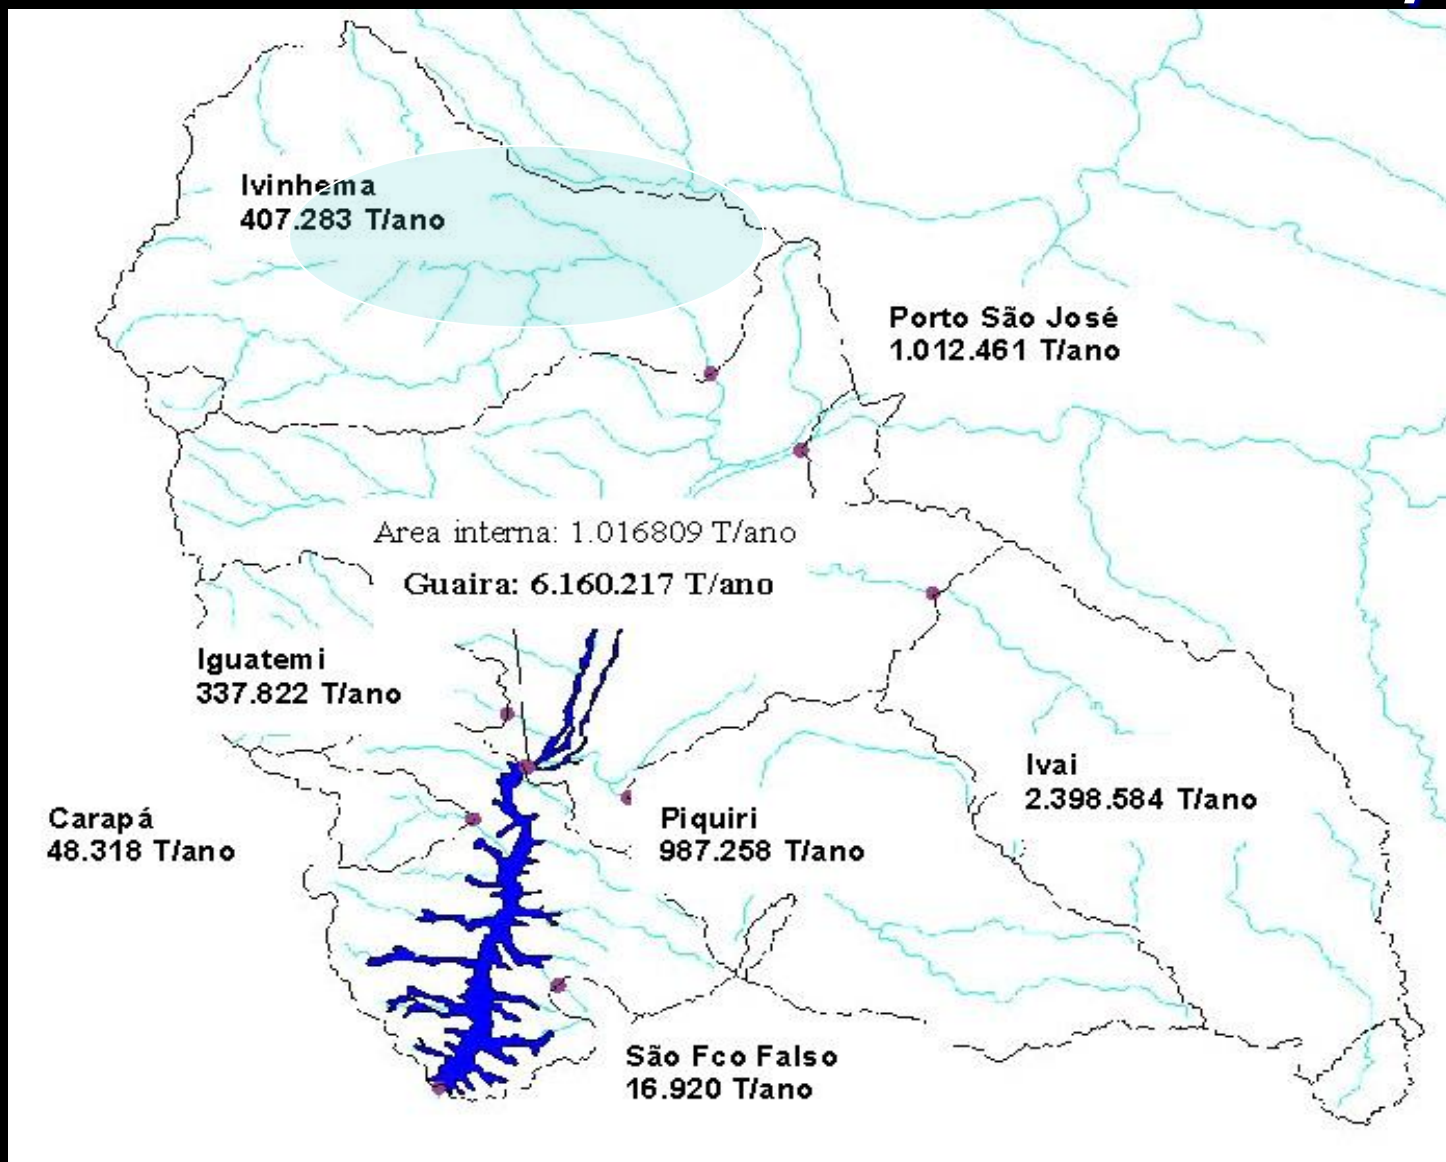 Ivinhema
407.283 T/ano
Porto São José
1.012.461 T/ano
Area interna: 1.016809 T/ano
Guaira: 6.160.217 T/ano
Iguatemi
337.822 T/ano
Ivai
2.398.584 T/ano
Carapá
48.318 T/ano
Piquiri
987.258 T/ano
São Fco Falso
16.920 T/ano